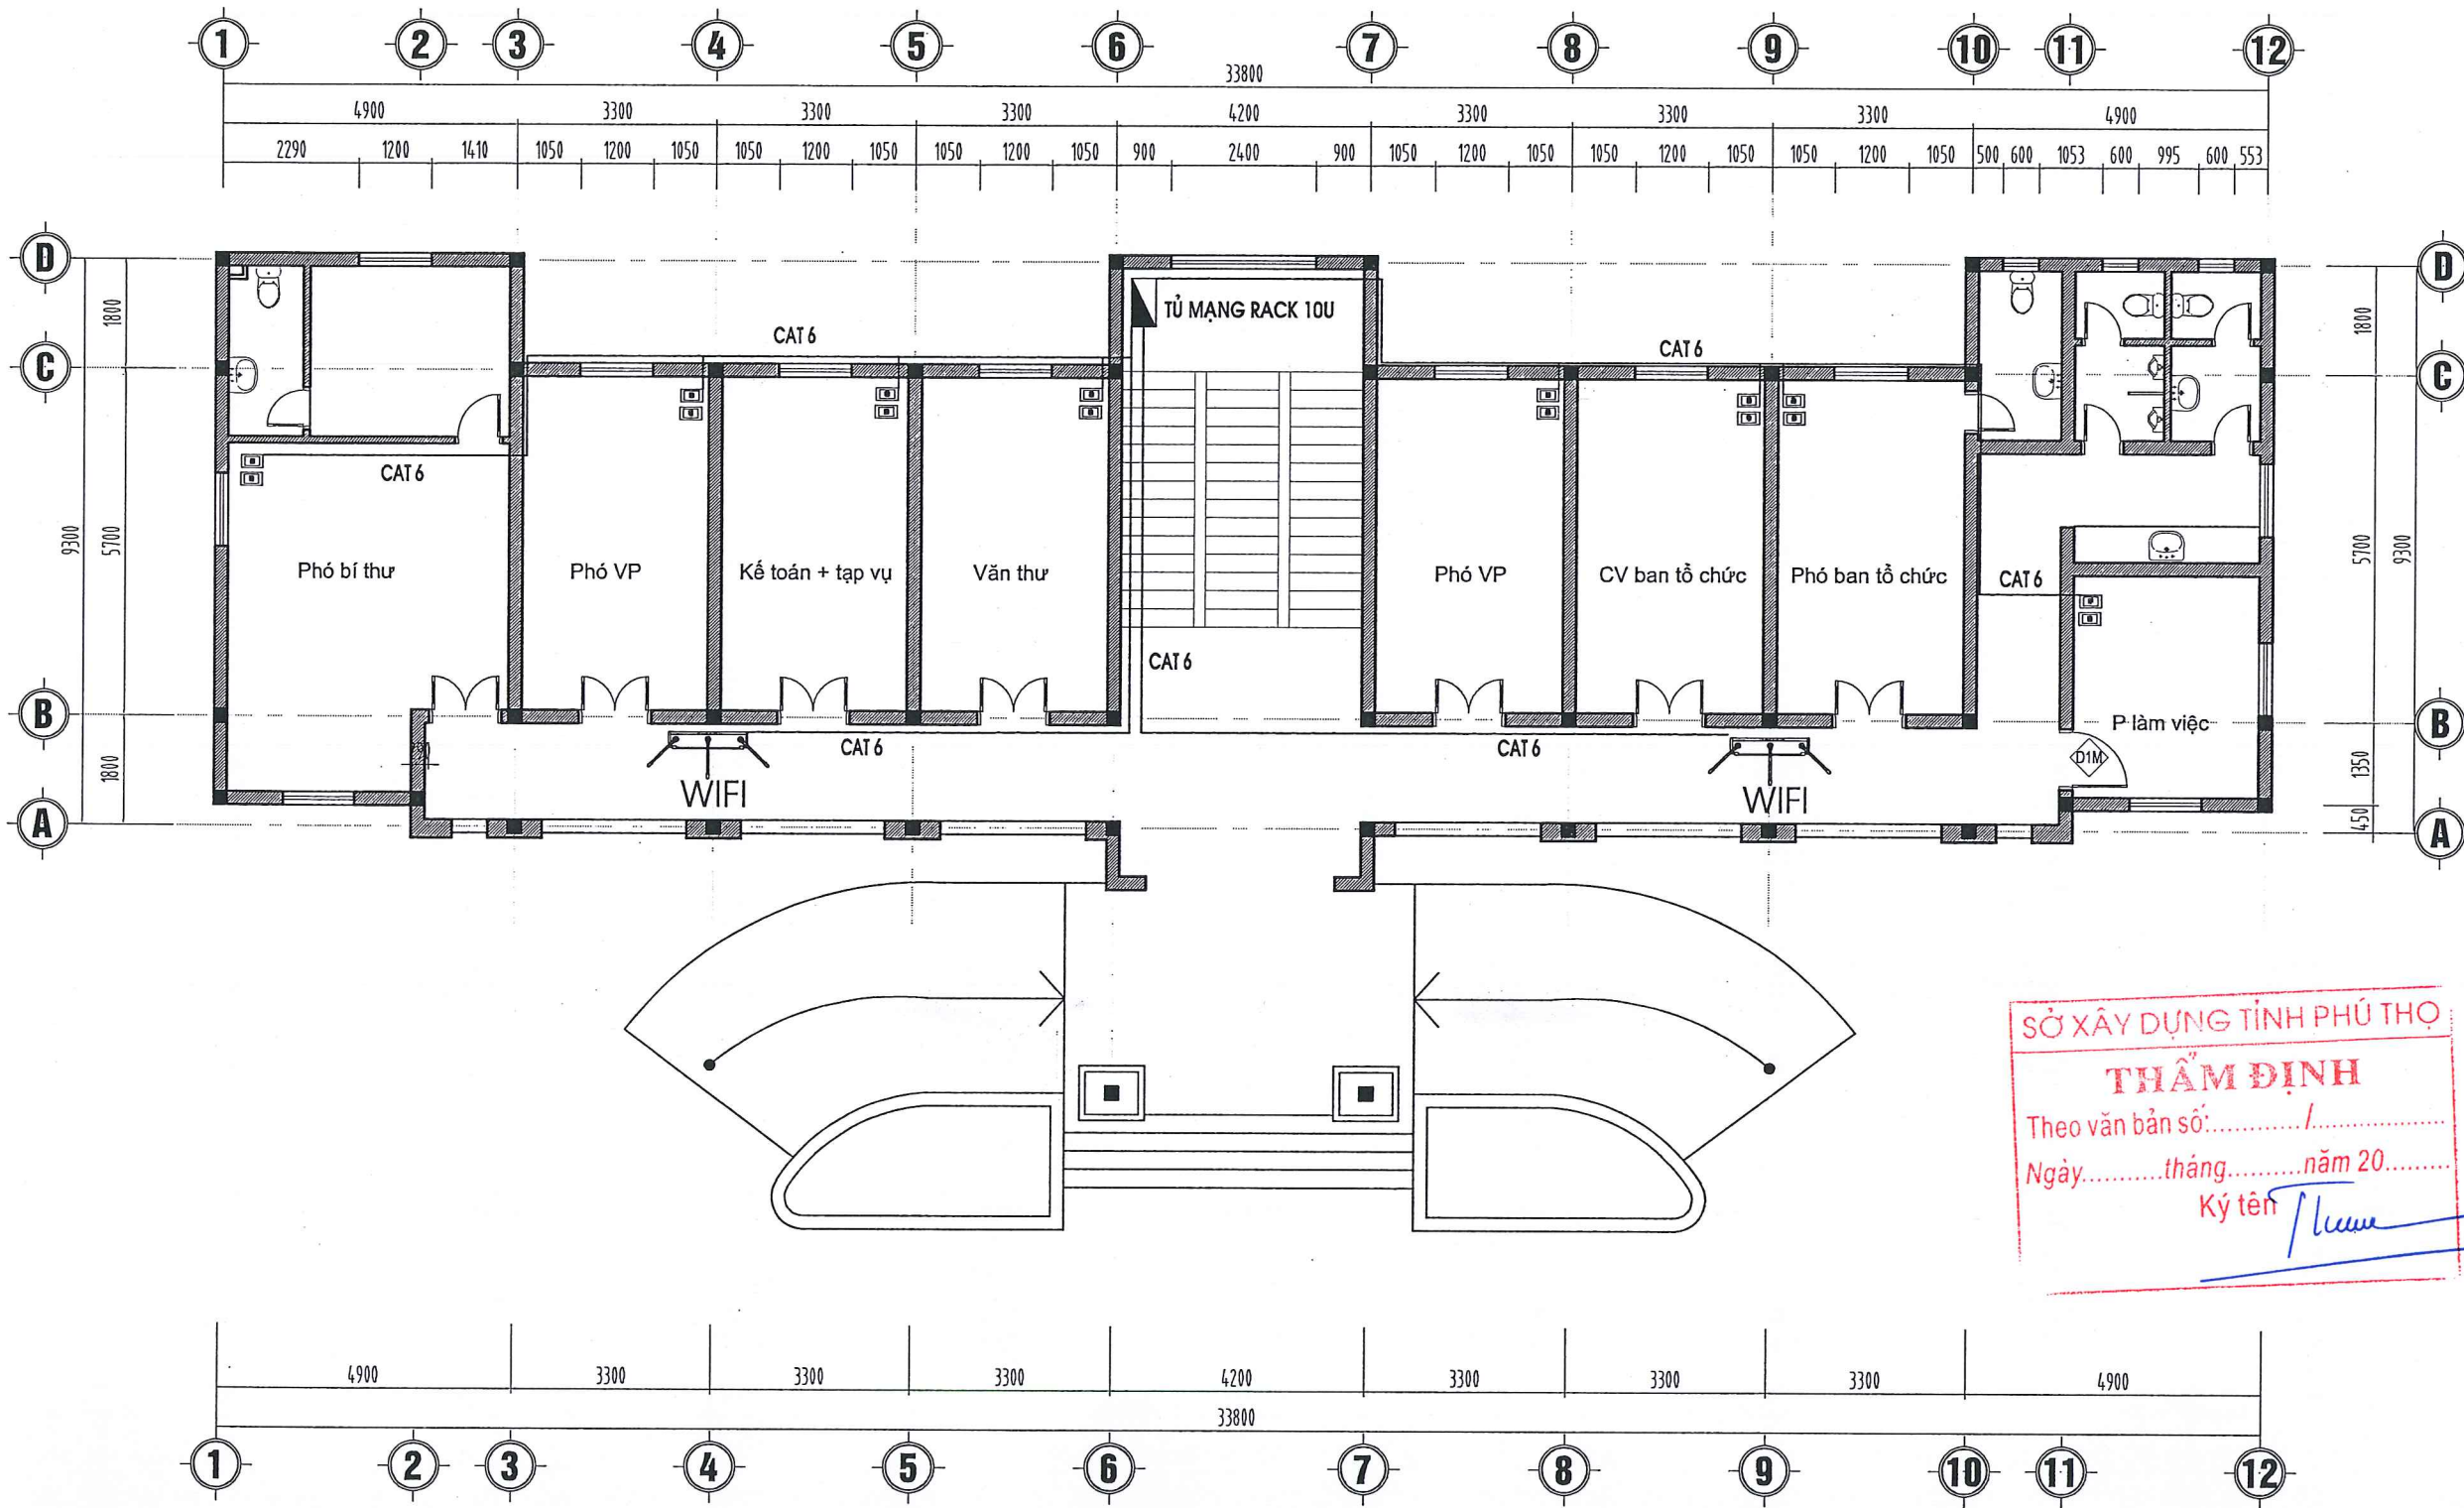 1 2 3 4 5 6 7 8 9 10 11 12
33800
4900 3300 3300 3300 4200 3300 3300 3300 4900
2290 1200 1410 1050 1200 1050 1050 1200 1050 1050 1200 1050 900 2400 900 1050 1200 1050 1050 1200 1050 1050 1200 1050 500 600 1053 600 995 600 553
D D
1800 TỦ MẠNG RACK 10U 1800
CAT 6 CAT 6
C C
CAT 6
9300 5700 5700 9300
Phó bí thư Phó VP Kế toán + tạp vụ Văn thư Phó VP CV ban tổ chức Phó ban tổ chức CAT 6
CAT 6
B P làm việc B
CAT 6 CAT 6
1800 D1M 1350
WIFI WIFI
A 450 A
SỞ XÂY DỰNG TỈNH PHÚ THỌ
THẨM ĐỊNH
Theo văn bản số:............/..................
Ngày...........tháng..........năm 20.........
Ký tên
4900 3300 3300 3300 4200 3300 3300 3300 4900
33800
1 2 3 4 5 6 7 8 9 10 11 12